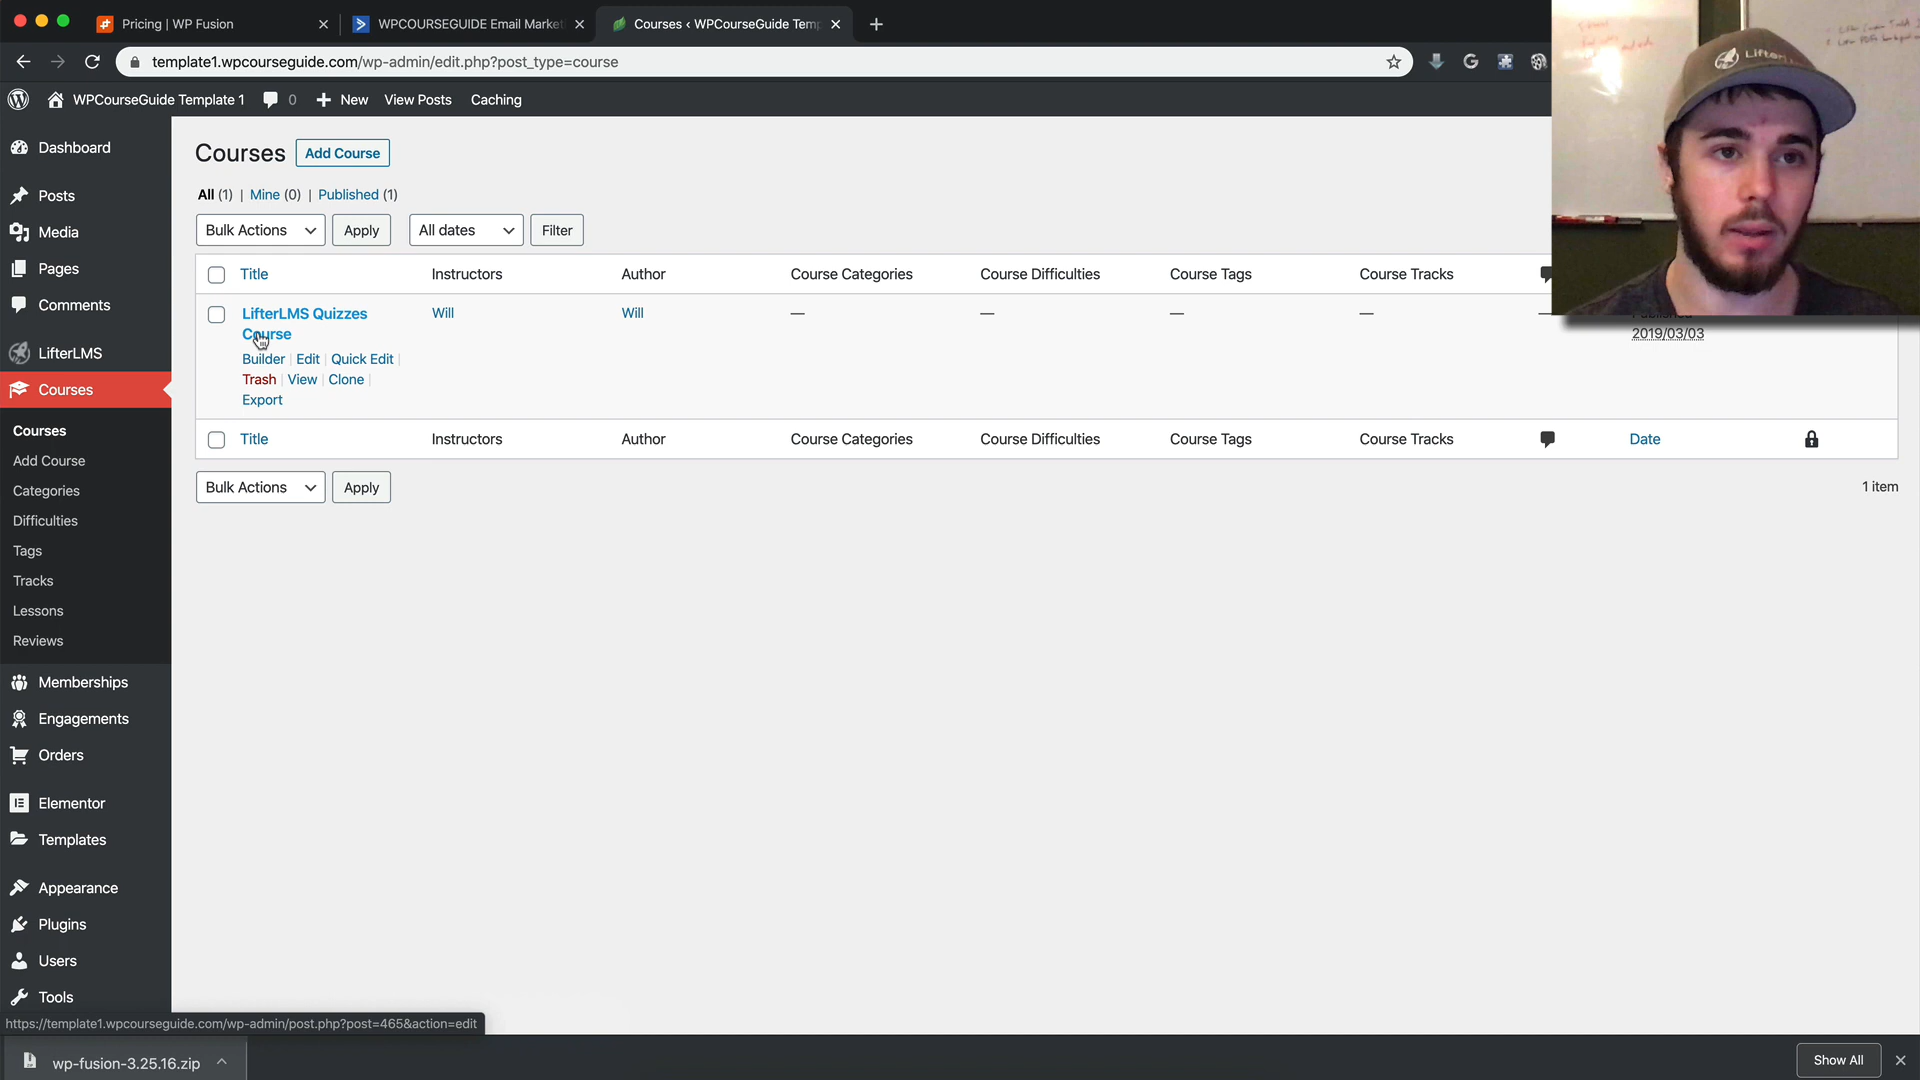 Pricing | WP Fusion
WPCOURSEGUIDE Email Market
Courses ‹ WPCourseGuide Temp
template1.wpcourseguide.com/wp-admin/edit.php?post_type=course
WPCourseGuide Template 1
0
New
View Posts
Caching
Dashboard
Posts
Media
Pages
Comments
LifterLMS
Courses
Courses
Add Course
Categories
Difficulties
Tags
Tracks
Lessons
Reviews
Memberships
Engagements
Orders
Elementor
Templates
Appearance
Plugins
Users
Tools
Courses
Add Course
All (1) | Mine (0) | Published (1)
Bulk Actions
Apply
All dates
Filter
Title
Instructors
Author
Course Categories
Course Difficulties
Course Tags
Course Tracks
LifterLMS Quizzes
Course
Will
Will
—
—
—
—
—
Published
2019/03/03
Builder | Edit | Quick Edit |
Trash | View | Clone |
Export
Title
Instructors
Author
Course Categories
Course Difficulties
Course Tags
Course Tracks
Date
Bulk Actions
Apply
1 item
https://template1.wpcourseguide.com/wp-admin/post.php?post=465&action=edit
wp-fusion-3.25.16.zip
Show All